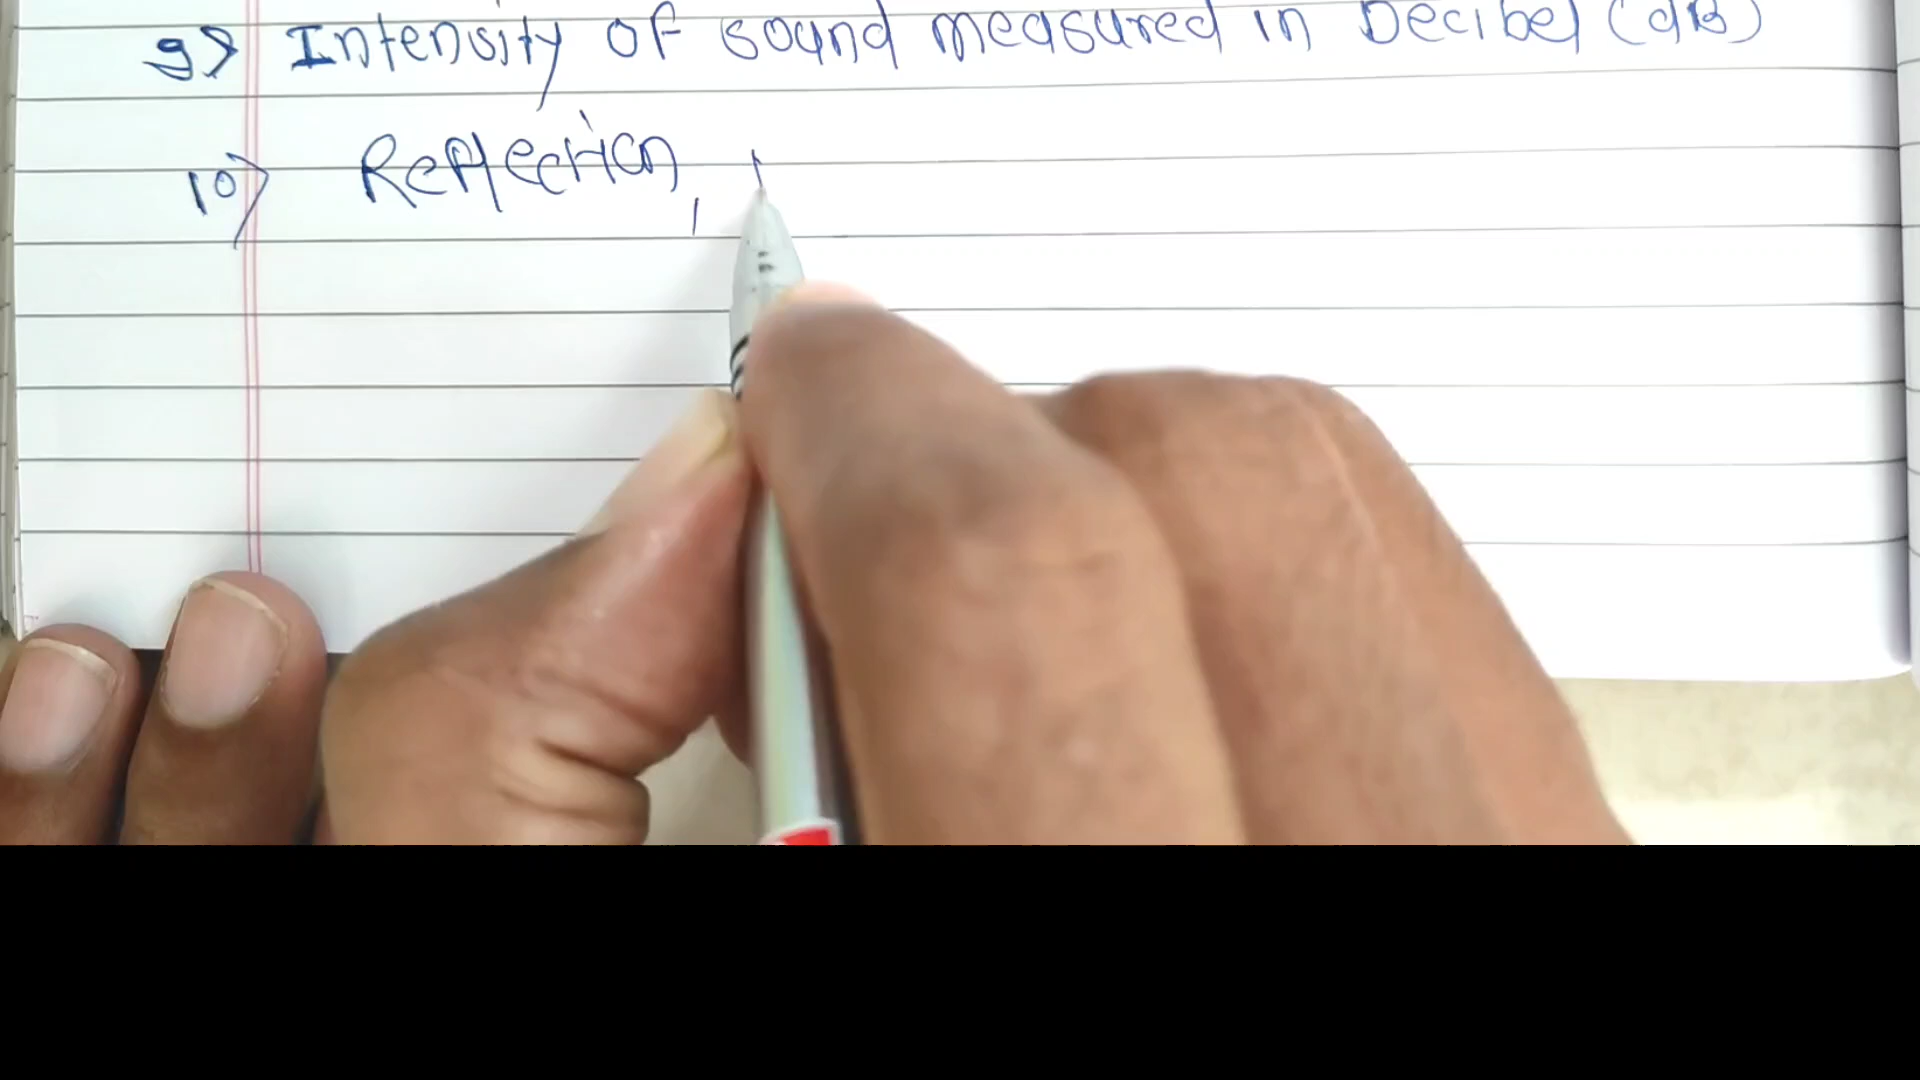 9> Intensity of sound measured in Decibel (dB)
10> Reflection,